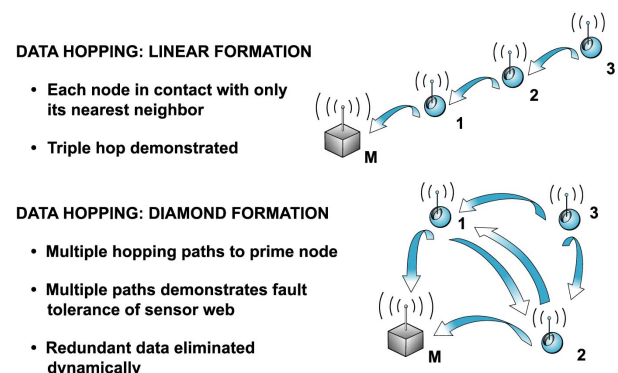 DATA HOPPING: LINEAR FORMATION
• Each node in contact with only
its nearest neighbor
• Triple hop demonstrated
3
2
1
M
DATA HOPPING: DIAMOND FORMATION
• Multiple hopping paths to prime node
• Multiple paths demonstrates fault
tolerance of sensor web
• Redundant data eliminated
dynamically
1
3
M
2